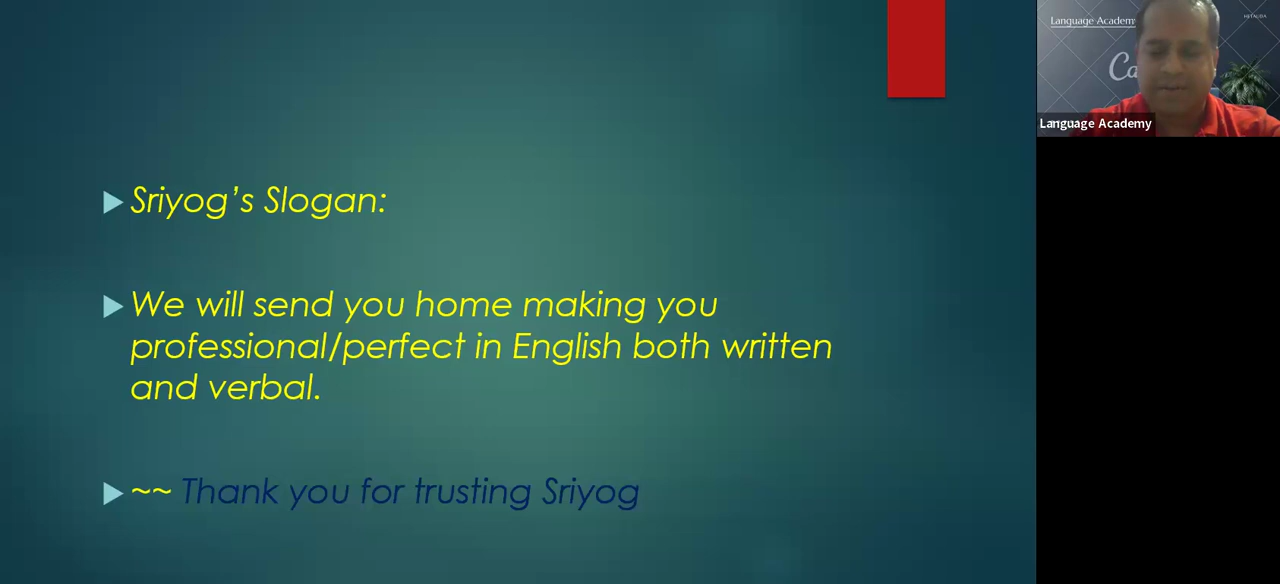 Sriyog's Slogan:
We will send you home making you
professional/perfect in English both written
and verbal.
~~ Thank you for trusting Sriyog
Language Academy
Ca
Language Academy